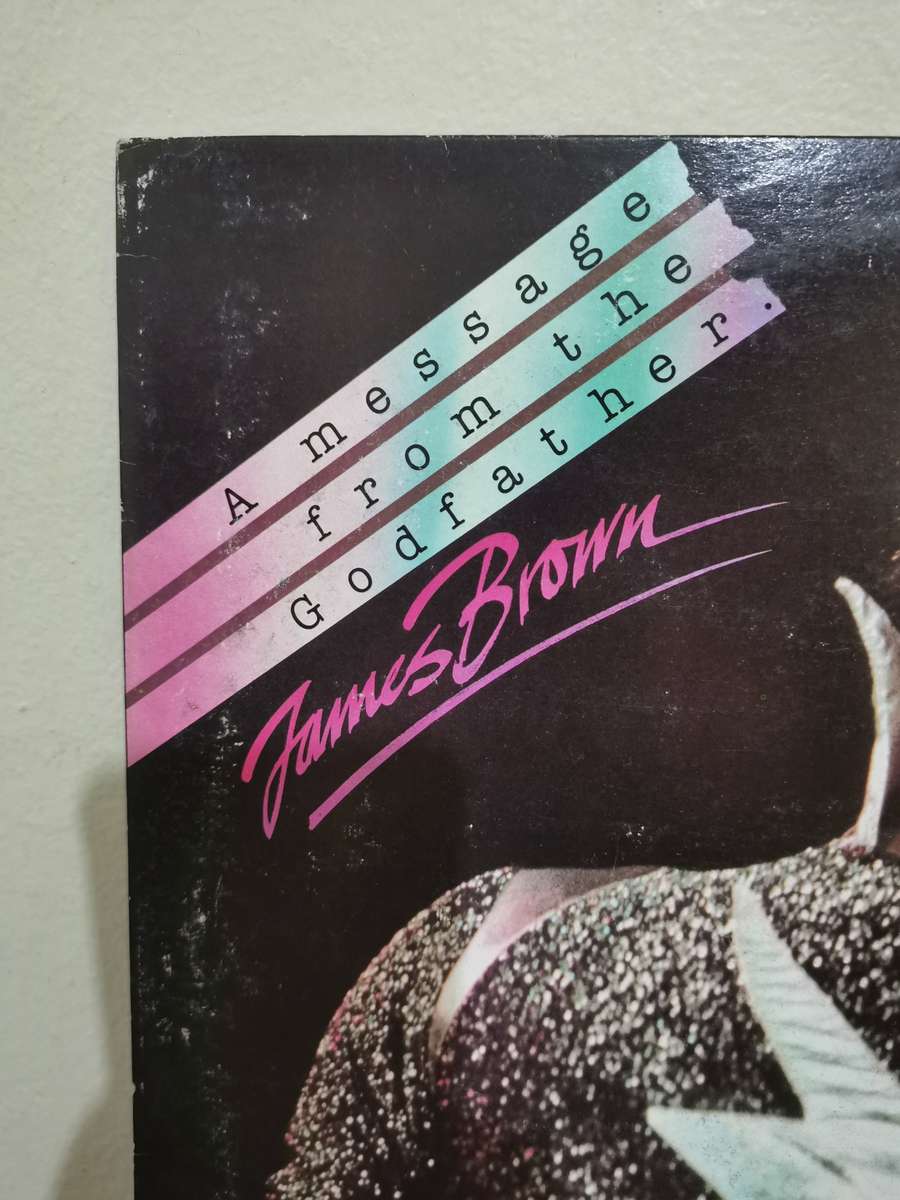 A message
from the
Godfather.
James Brown